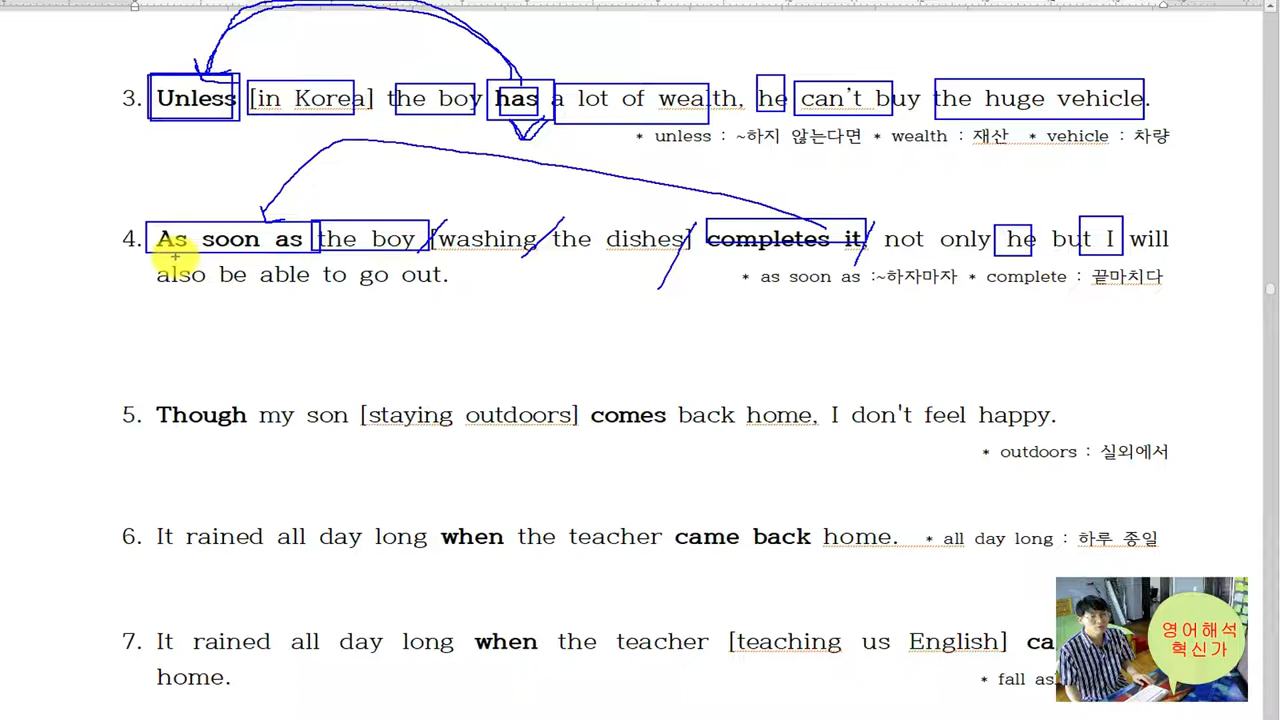 3. Unless [in Korea] the boy has a lot of wealth, he can't buy the huge vehicle.
* unless : ~하지 않는다면 * wealth : 재산 * vehicle : 차량
4. As soon as the boy [washing the dishes] completes it, not only he but I will
also be able to go out.
* as soon as :~하자마자 * complete : 끝마치다
5. Though my son [staying outdoors] comes back home, I don't feel happy.
* outdoors : 실외에서
6. It rained all day long when the teacher came back home. * all day long : 하루 종일
7. It rained all day long when the teacher [teaching us English]
home.
* fall
영어해석
혁신가